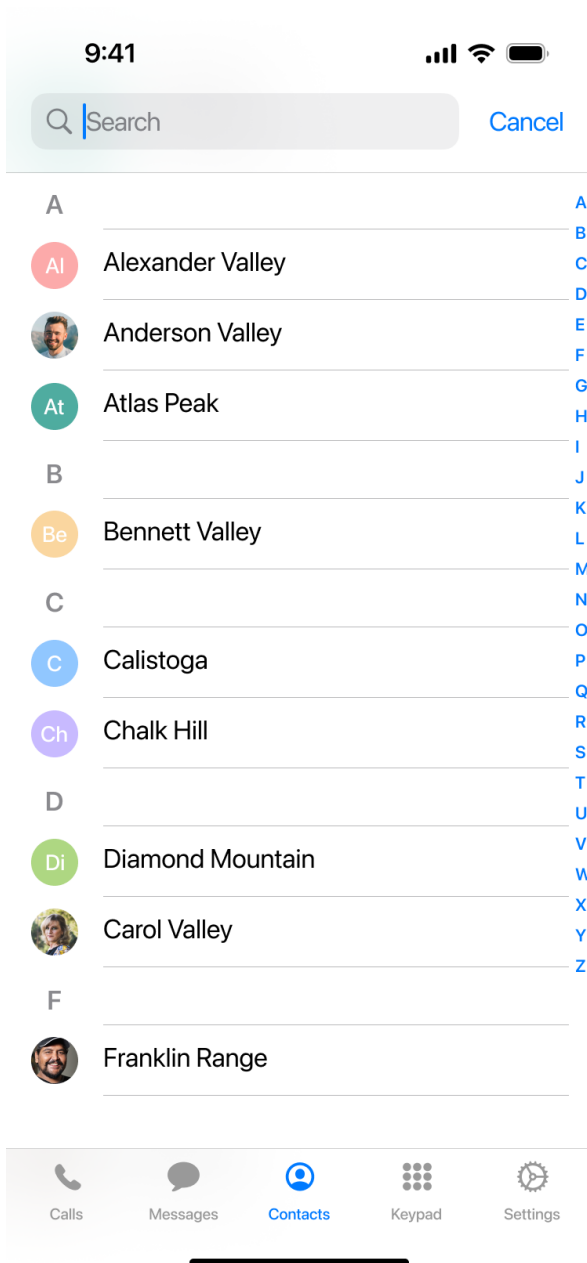 9:41
Search
Cancel
A
Al
Alexander Valley
Anderson Valley
At
Atlas Peak
B
Be
Bennett Valley
C
C
Calistoga
Ch
Chalk Hill
D
Di
Diamond Mountain
Carol Valley
F
Franklin Range
A
B
C
D
E
F
G
H
I
J
K
L
M
N
O
P
Q
R
S
T
U
V
W
X
Y
Z
Calls
Messages
Contacts
Keypad
Settings